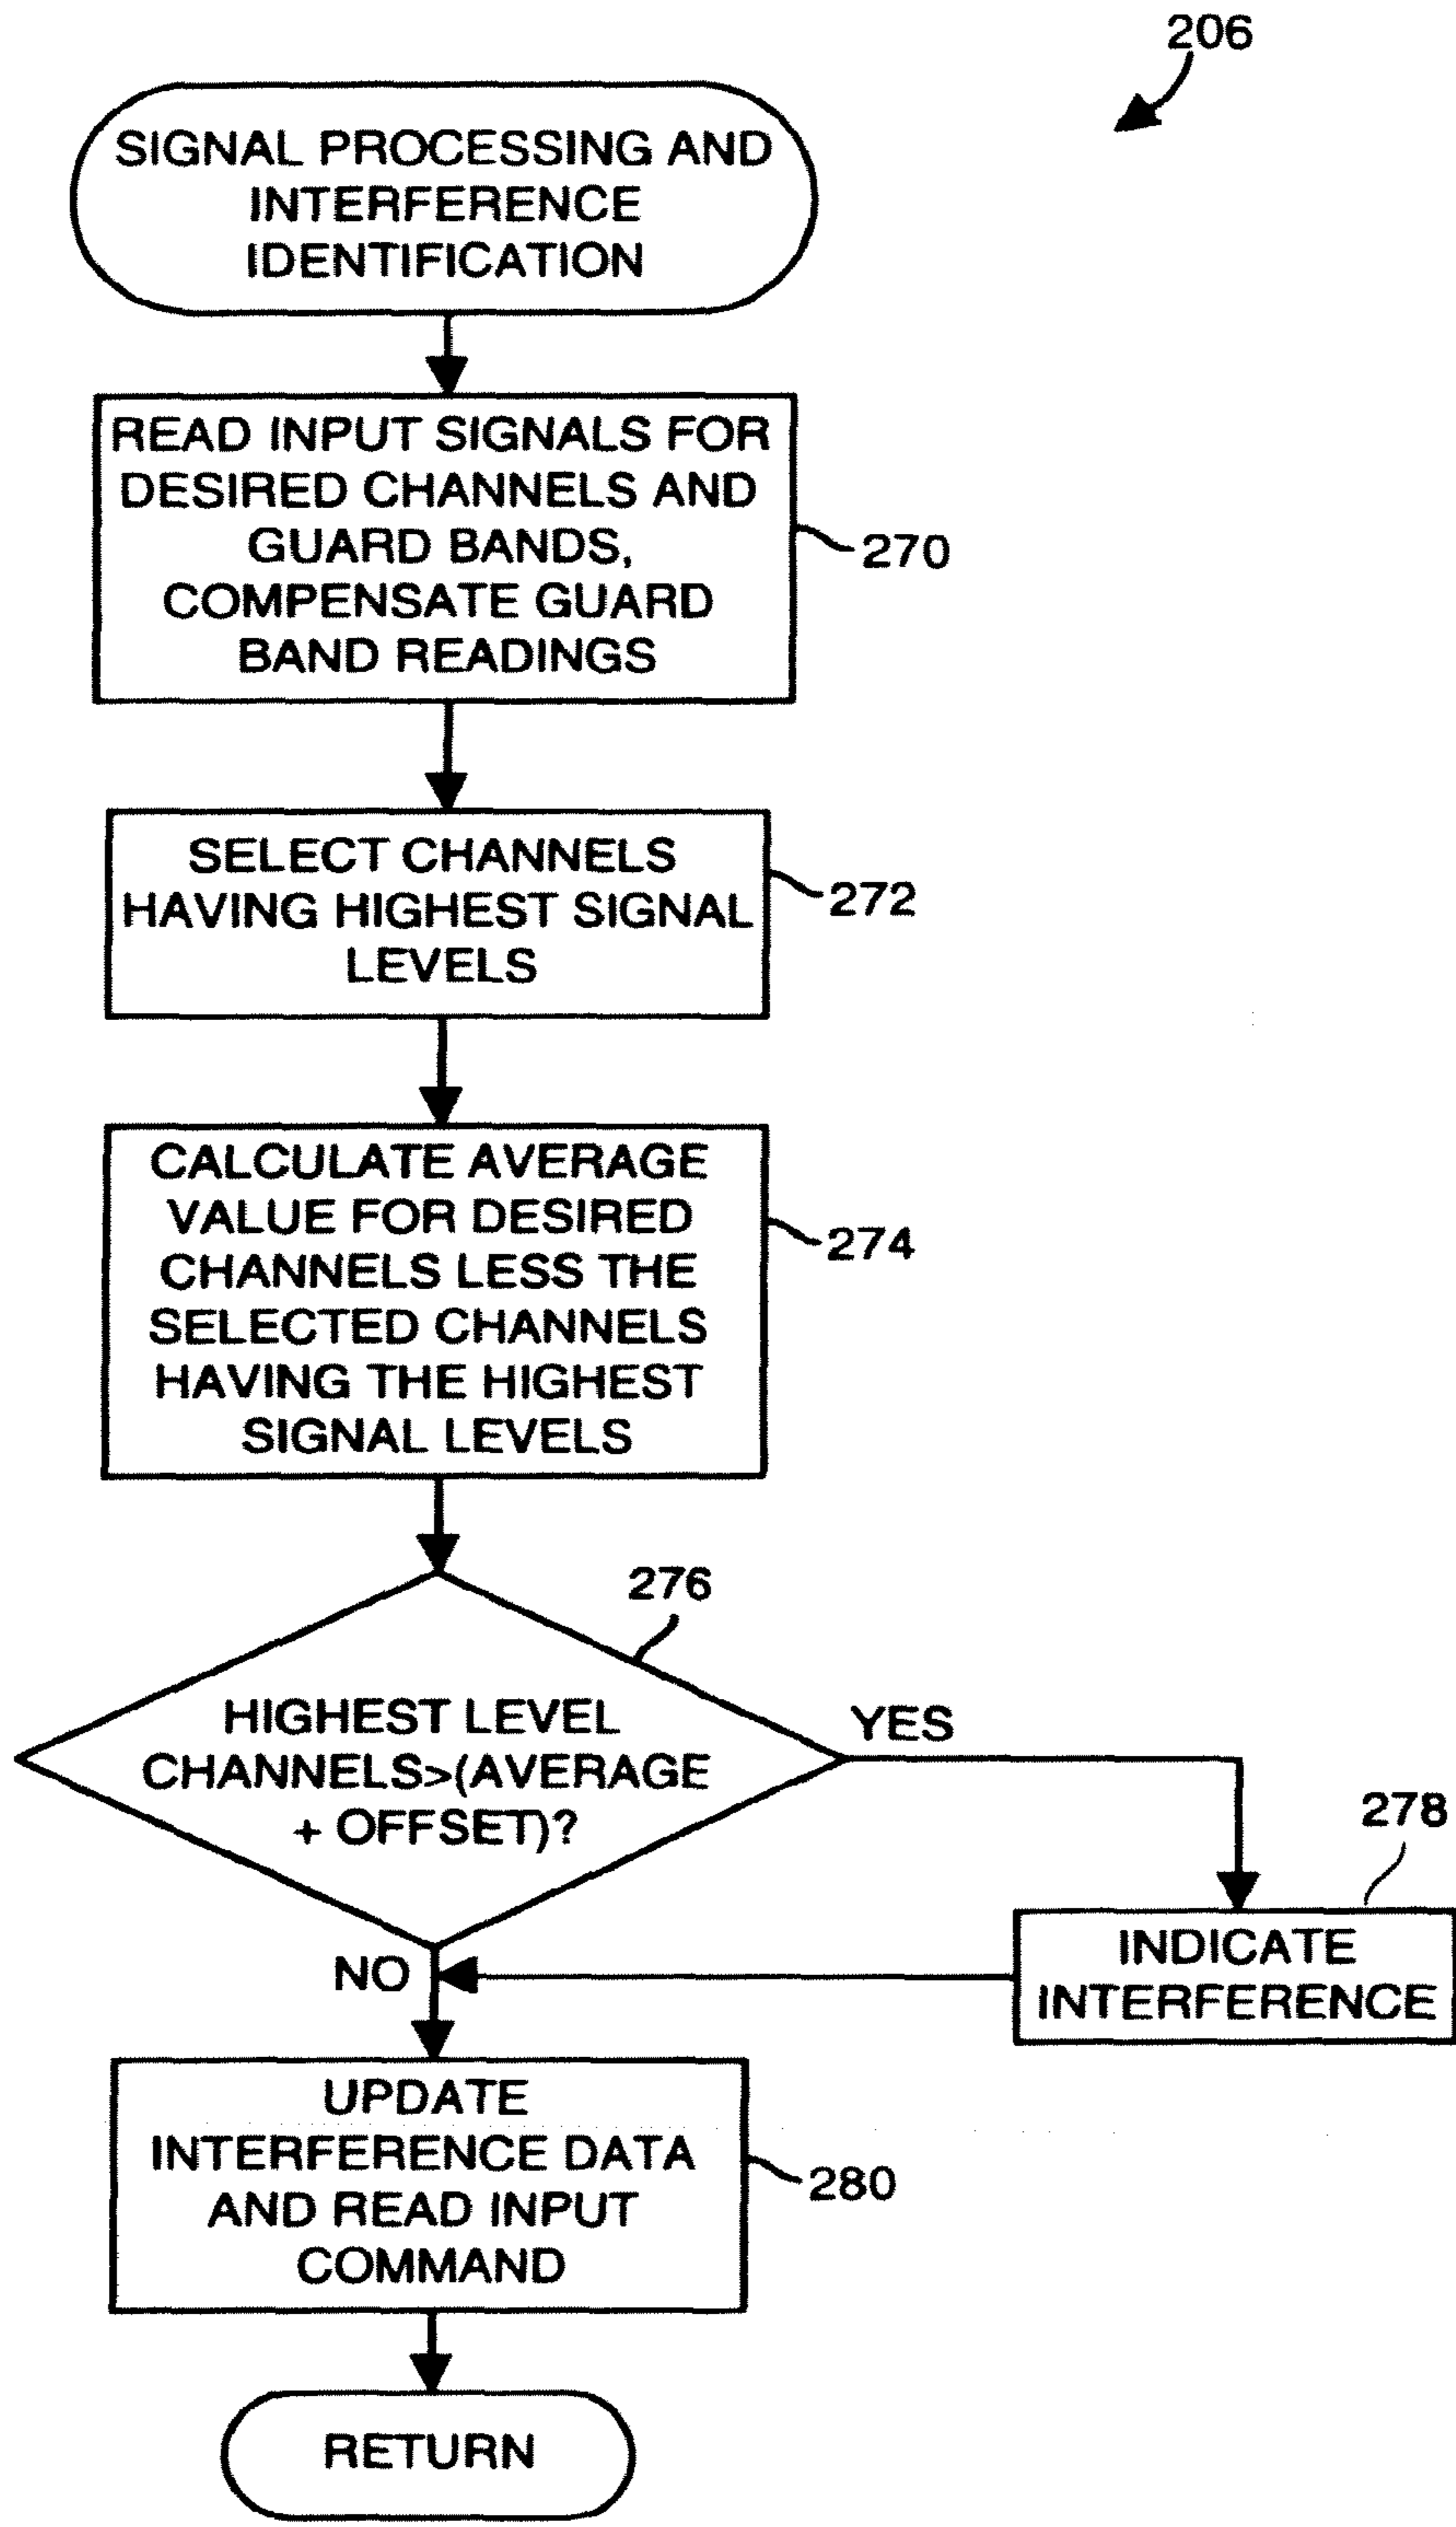 206
SIGNAL PROCESSING AND
INTERFERENCE
IDENTIFICATION
READ INPUT SIGNALS FOR
DESIRED CHANNELS AND
GUARD BANDS,
COMPENSATE GUARD
BAND READINGS
270
SELECT CHANNELS
HAVING HIGHEST SIGNAL
LEVELS
272
CALCULATE AVERAGE
VALUE FOR DESIRED
CHANNELS LESS THE
SELECTED CHANNELS
HAVING THE HIGHEST
SIGNAL LEVELS
274
276
HIGHEST LEVEL
CHANNELS>(AVERAGE
+ OFFSET)?
YES
278
INDICATE
INTERFERENCE
NO
UPDATE
INTERFERENCE DATA
AND READ INPUT
COMMAND
280
RETURN